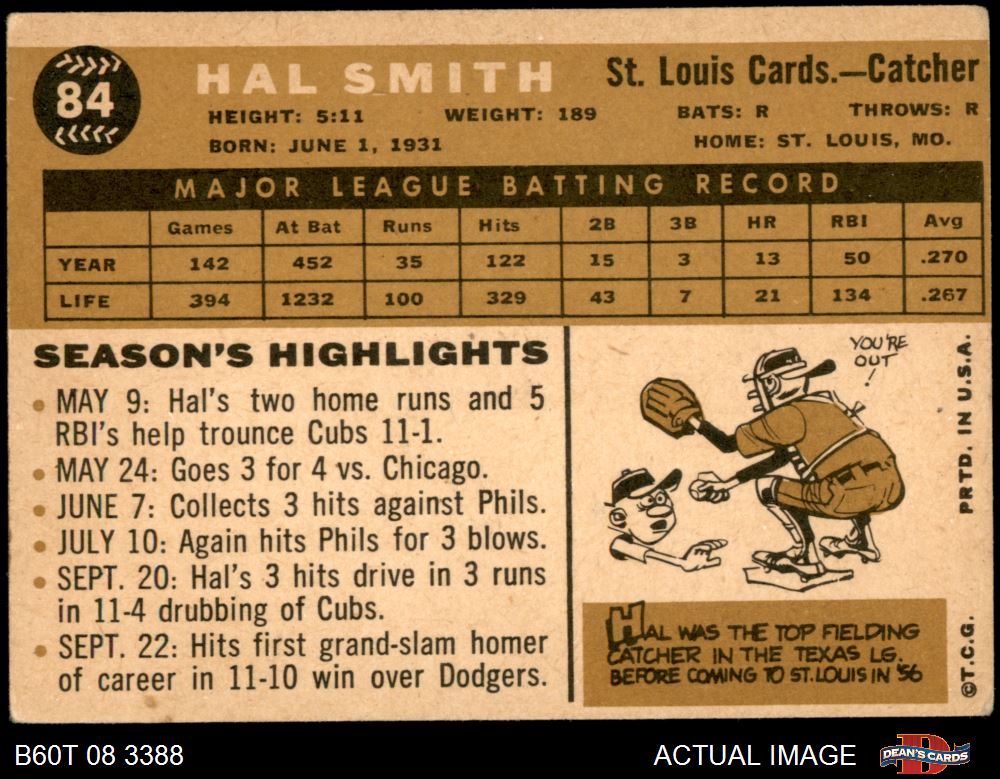 84
HAL SMITH
St. Louis Cards.—Catcher
HEIGHT: 5:11 WEIGHT: 189 BATS: R THROWS: R
BORN: JUNE 1, 1931 HOME: ST. LOUIS, MO.
MAJOR LEAGUE BATTING RECORD
Games At Bat Runs Hits 2B 3B HR RBI Avg
YEAR 142 452 35 122 15 3 13 50 .270
LIFE 394 1232 100 329 43 7 21 134 .267
SEASON'S HIGHLIGHTS
• MAY 9: Hal's two home runs and 5
RBI's help trounce Cubs 11-1.
• MAY 24: Goes 3 for 4 vs. Chicago.
• JUNE 7: Collects 3 hits against Phils.
• JULY 10: Again hits Phils for 3 blows.
• SEPT. 20: Hal's 3 hits drive in 3 runs
in 11-4 drubbing of Cubs.
• SEPT. 22: Hits first grand-slam homer
of career in 11-10 win over Dodgers.
YOU'RE
OUT
!
HAL WAS THE TOP FIELDING
CATCHER IN THE TEXAS LG.
BEFORE COMING TO ST. LOUIS IN '56
PRTD. IN U.S.A.
©T.C.G.
B60T 08 3388
ACTUAL IMAGE
DEAN'S CARDS